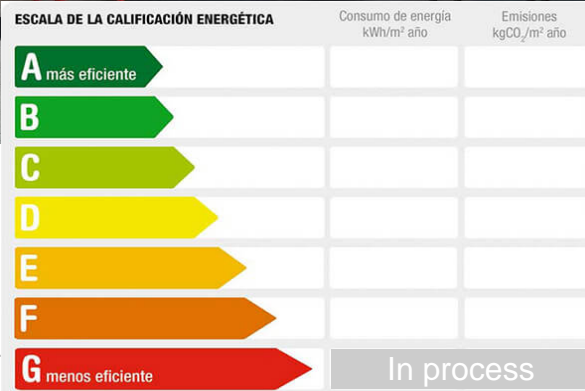 ESCALA DE LA CALIFICACIÓN ENERGÉTICA
Consumo de energía
kWh/m² año
Emisiones
kgCO₂/m² año
A más eficiente
B
C
D
E
F
G menos eficiente
In process